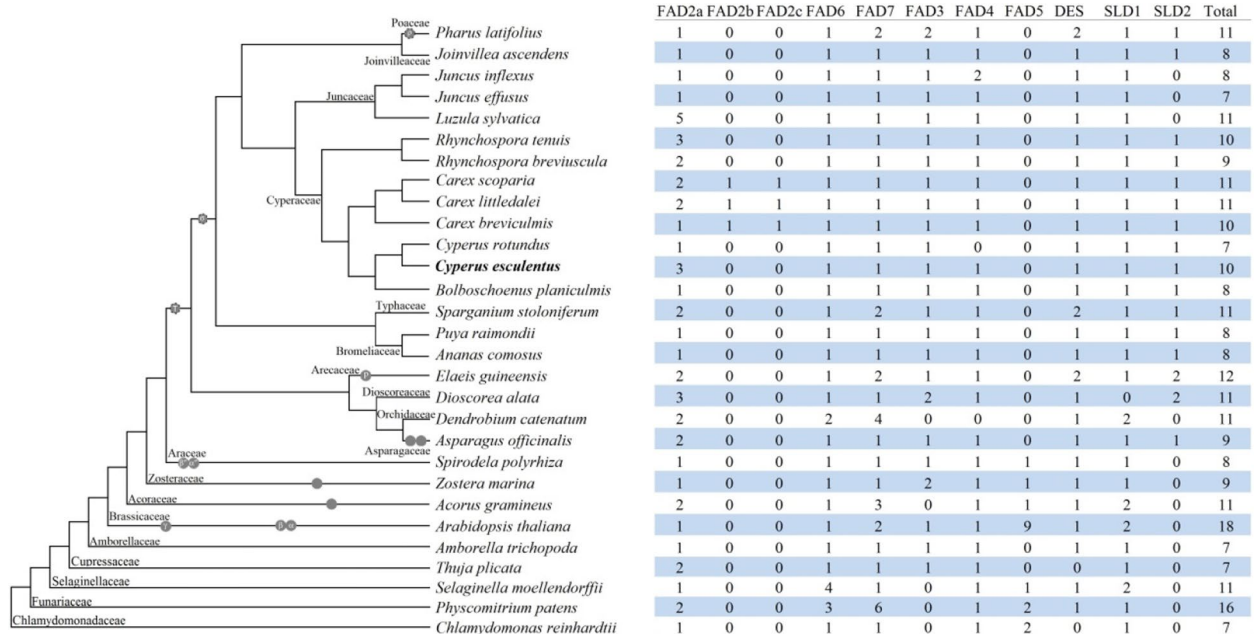 FAD2a FAD2b FAD2c FAD6 FAD7 FAD3 FAD4 FAD5 DES SLD1 SLD2 Total
Poaceae
Pharus latifolius 1 0 0 1 2 2 1 0 2 1 1 11
Joinvilleaceae
Joinvillea ascendens 1 0 0 1 1 1 1 0 1 1 1 8
Juncus inflexus 1 0 0 1 1 1 2 0 1 1 0 8
Juncaceae
Juncus effusus 1 0 0 1 1 1 1 0 1 1 0 7
Luzula sylvatica 5 0 0 1 1 1 1 0 1 1 0 11
Rhynchospora tenuis 3 0 0 1 1 1 1 0 1 1 1 10
Rhynchospora breviuscula 2 0 0 1 1 1 1 0 1 1 1 9
Carex scoparia 2 1 1 1 1 1 1 0 1 1 1 11
Cyperaceae
Carex littledalei 2 1 1 1 1 1 1 0 1 1 1 11
Carex breviculmis 1 1 1 1 1 1 1 0 1 1 1 10
Cyperus rotundus 1 0 0 1 1 1 0 0 1 1 1 7
Cyperus esculentus 3 0 0 1 1 1 1 0 1 1 1 10
Bolboschoenus planiculmis 1 0 0 1 1 1 1 0 1 1 1 8
Typhaceae
Sparganium stoloniferum 2 0 0 1 2 1 1 0 2 1 1 11
Puya raimondii 1 0 0 1 1 1 1 0 1 1 1 8
Bromeliaceae
Ananas comosus 1 0 0 1 1 1 1 0 1 1 1 8
Arecaceae
Elaeis guineensis 2 0 0 1 2 1 1 0 2 1 2 12
Dioscoreaceae
Dioscorea alata 3 0 0 1 1 2 1 0 1 0 2 11
Orchidaceae
Dendrobium catenatum 2 0 0 2 4 0 0 0 1 2 0 11
Asparagus officinalis 2 0 0 1 1 1 1 0 1 1 1 9
Asparagaceae
Araceae
Spirodela polyrhiza 1 0 0 1 1 1 1 1 1 1 0 8
Zosteraceae
Zostera marina 1 0 0 1 1 2 1 1 1 1 0 9
Acoraceae
Acorus gramineus 2 0 0 1 3 0 1 1 1 2 0 11
Brassicaceae
Arabidopsis thaliana 1 0 0 1 2 1 1 9 1 2 0 18
Amborellaceae
Amborella trichopoda 1 0 0 1 1 1 1 0 1 1 0 7
Cupressaceae
Thuja plicata 2 0 0 1 1 1 1 0 0 1 0 7
Selaginellaceae
Selaginella moellendorffii 1 0 0 4 1 0 1 1 1 2 0 11
Funariaceae
Physcomitrium patens 2 0 0 3 6 0 1 2 1 1 0 16
Chlamydomonadaceae
Chlamydomonas reinhardtii 1 0 0 1 1 0 1 2 0 1 0 7